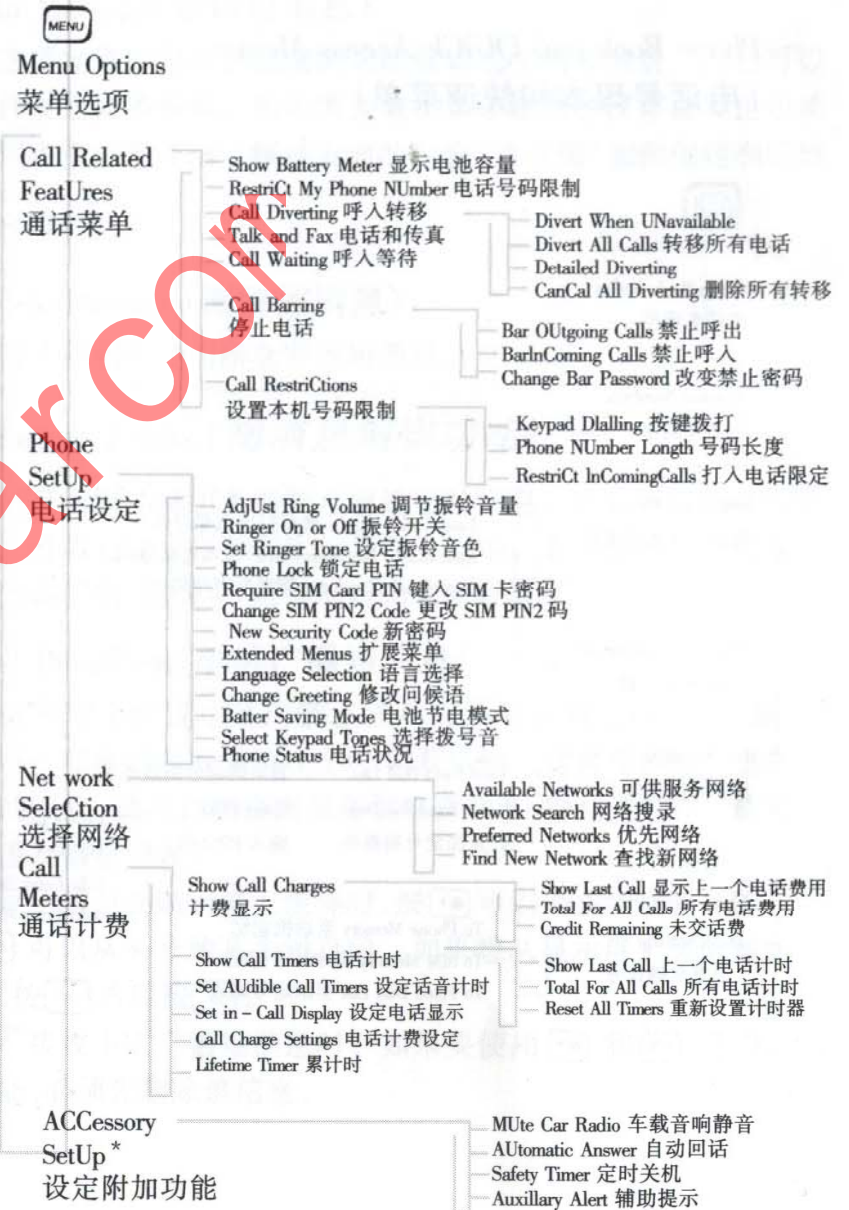 MENU
Menu Options
菜单选项
Call Related
FeatUres
通话菜单
Show Battery Meter 显示电池容量
RestriCt My Phone NUmber 电话号码限制
Call Diverting 呼入转移
Talk and Fax 电话和传真
Call Waiting 呼入等待
Divert When UNavailable
Divert All Calls 转移所有电话
Detailed Diverting
CanCal All Diverting 删除所有转移
Call Barring
停止电话
Bar OUtgoing Calls 禁止呼出
BarlnComing Calls 禁止呼入
Change Bar Password 改变禁止密码
Call RestriCtions
设置本机号码限制
Keypad Dlalling 按键拨打
Phone NUmber Length 号码长度
RestriCt lnComingCalls 打入电话限定
Phone
SetUp
电话设定
AdjUst Ring Volume 调节振铃音量
Ringer On or Off 振铃开关
Set Ringer Tone 设定振铃音色
Phone Lock 锁定电话
Require SIM Card PIN 键入 SIM 卡密码
Change SIM PIN2 Code 更改 SIM PIN2 码
New Security Code 新密码
Extended Menus 扩展菜单
Language Selection 语言选择
Change Greeting 修改问候语
Batter Saving Mode 电池节电模式
Select Keypad Tones 选择拨号音
Phone Status 电话状况
Net work
SeleCtion
选择网络
Available Networks 可供服务网络
Network Search 网络搜录
Preferred Networks 优先网络
Find New Network 查找新网络
Call
Meters
通话计费
Show Call Charges
计费显示
Show Last Call 显示上一个电话费用
Total For All Calls 所有电话费用
Credit Remaining 未交话费
Show Call Timers 电话计时
Show Last Call 上一个电话计时
Total For All Calls 所有电话计时
Reset All Timers 重新设置计时器
Set AUdible Call Timers 设定话音计时
Set in – Call Display 设定电话显示
Call Charge Settings 电话计费设定
Lifetime Timer 累计时
ACCessory
SetUp *
设定附加功能
MUte Car Radio 车载音响静音
AUtomatic Answer 自动回话
Safety Timer 定时关机
Auxillary Alert 辅助提示